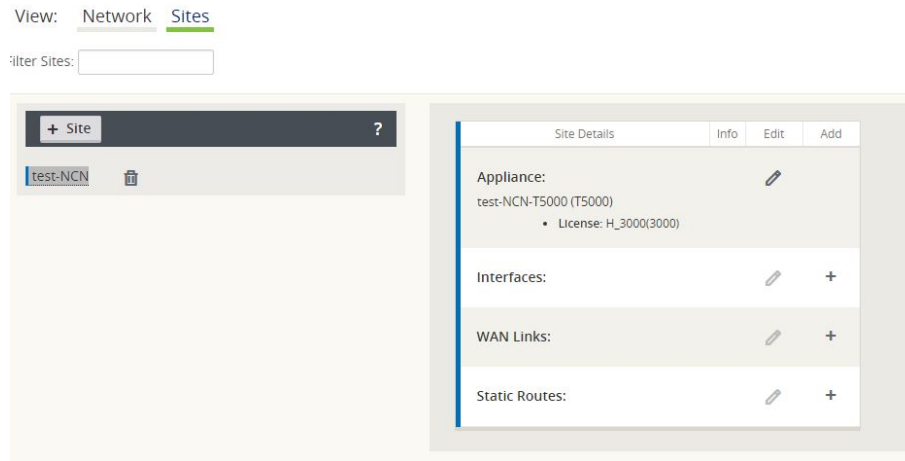 View: Network Sites
Filter Sites:
+ Site ?
test-NCN
Site Details Info Edit Add
Appliance:
test-NCN-T5000 (T5000)
• License: H_3000(3000)
Interfaces: +
WAN Links: +
Static Routes: +